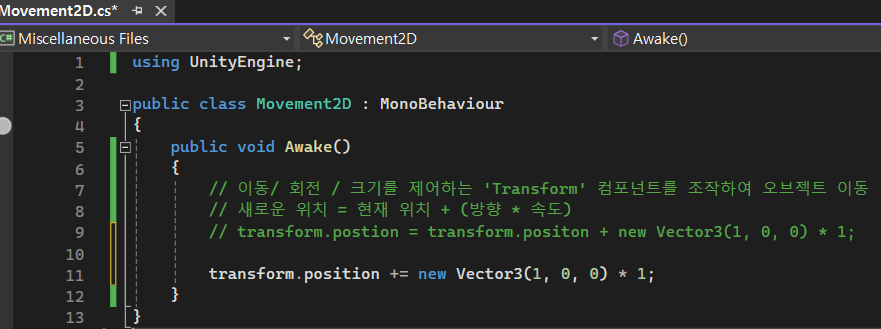 Movement2D.cs*
C# Miscellaneous Files Movement2D Awake()
1 using UnityEngine;
2
3 public class Movement2D : MonoBehaviour
4 {
5 public void Awake()
6 {
7 // 이동/ 회전 / 크기를 제어하는 'Transform' 컴포넌트를 조작하여 오브젝트 이동
8 // 새로운 위치 = 현재 위치 + (방향 * 속도)
9 // transform.postion = transform.positon + new Vector3(1, 0, 0) * 1;
10
11 transform.position += new Vector3(1, 0, 0) * 1;
12 }
13 }